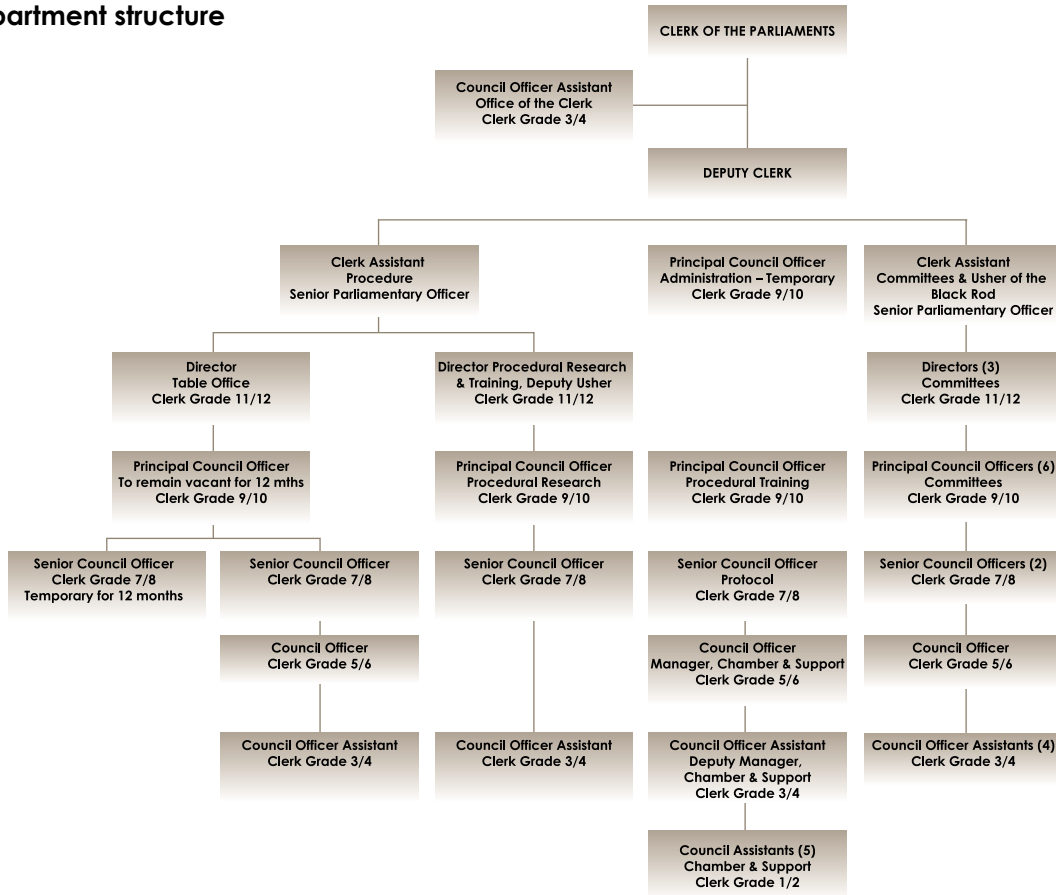 partment structure
CLERK OF THE PARLIAMENTS
Council Officer Assistant
Office of the Clerk
Clerk Grade 3/4
DEPUTY CLERK
Clerk Assistant
Procedure
Senior Parliamentary Officer
Principal Council Officer
Administration – Temporary
Clerk Grade 9/10
Clerk Assistant
Committees & Usher of the
Black Rod
Senior Parliamentary Officer
Director
Table Office
Clerk Grade 11/12
Director Procedural Research
& Training, Deputy Usher
Clerk Grade 11/12
Directors (3)
Committees
Clerk Grade 11/12
Principal Council Officer
To remain vacant for 12 mths
Clerk Grade 9/10
Principal Council Officer
Procedural Research
Clerk Grade 9/10
Principal Council Officer
Procedural Training
Clerk Grade 9/10
Principal Council Officers (6)
Committees
Clerk Grade 9/10
Senior Council Officer
Clerk Grade 7/8
Temporary for 12 months
Senior Council Officer
Clerk Grade 7/8
Senior Council Officer
Clerk Grade 7/8
Senior Council Officer
Protocol
Clerk Grade 7/8
Senior Council Officers (2)
Clerk Grade 7/8
Council Officer
Clerk Grade 5/6
Council Officer
Manager, Chamber & Support
Clerk Grade 5/6
Council Officer
Clerk Grade 5/6
Council Officer Assistant
Clerk Grade 3/4
Council Officer Assistant
Clerk Grade 3/4
Council Officer Assistant
Deputy Manager,
Chamber & Support
Clerk Grade 3/4
Council Officer Assistants (4)
Clerk Grade 3/4
Council Assistants (5)
Chamber & Support
Clerk Grade 1/2